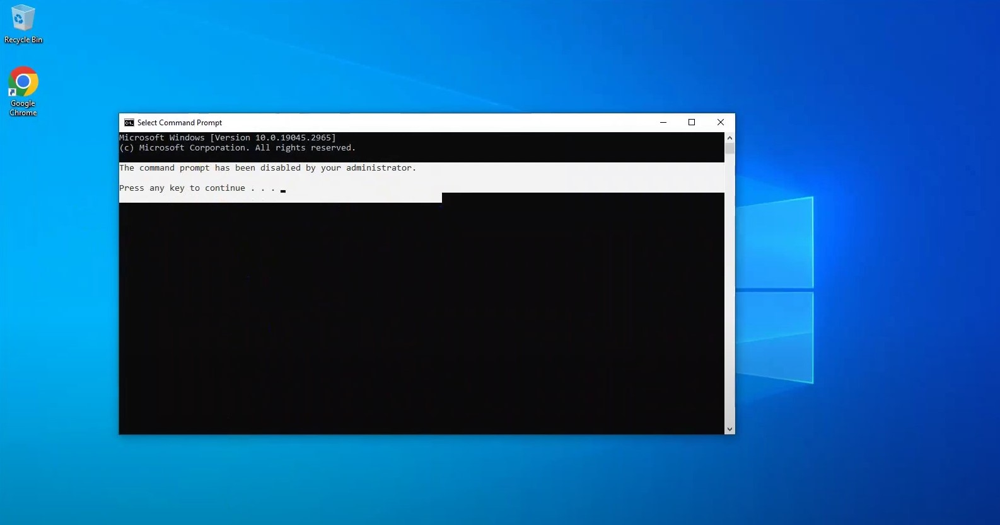 Recycle Bin
Google
Chrome
Select Command Prompt
Microsoft Windows [Version 10.0.19045.2965]
(c) Microsoft Corporation. All rights reserved.
The command prompt has been disabled by your administrator.
Press any key to continue . . .